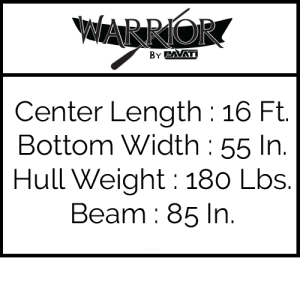 WARRIOR
BY PAVATI
Center Length : 16 Ft.
Bottom Width : 55 In.
Hull Weight : 180 Lbs.
Beam : 85 In.